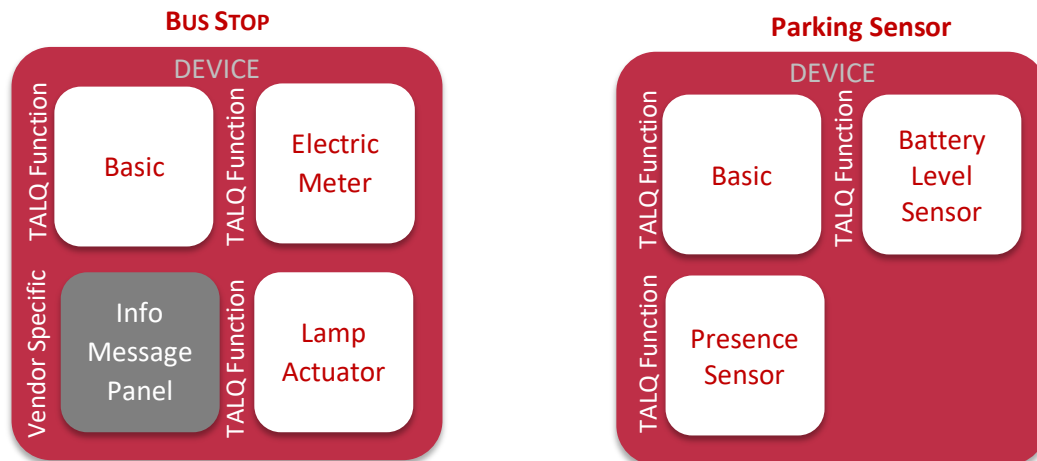 BUS STOP
DEVICE
TALQ Function
Basic
TALQ Function
Electric
Meter
Vendor Specific
Info
Message
Panel
TALQ Function
Lamp
Actuator
Parking Sensor
DEVICE
TALQ Function
Basic
TALQ Function
Battery
Level
Sensor
TALQ Function
Presence
Sensor